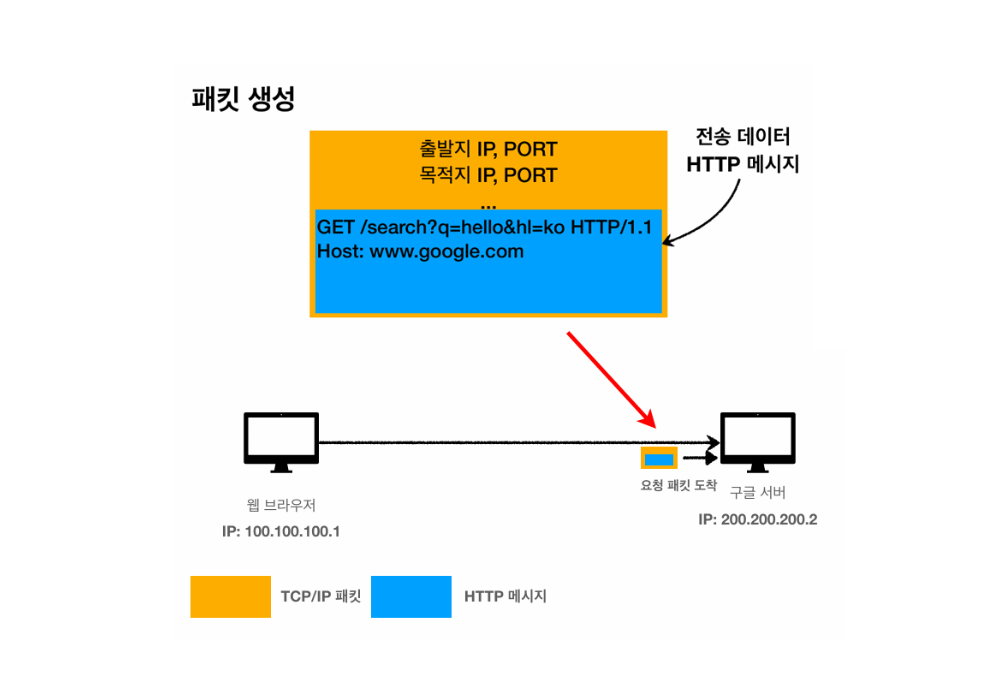 패킷 생성
출발지 IP, PORT
목적지 IP, PORT
...
GET /search?q=hello&hl=ko HTTP/1.1
Host: www.google.com
전송 데이터
HTTP 메시지
요청 패킷 도착
웹 브라우저
IP: 100.100.100.1
구글 서버
IP: 200.200.200.2
TCP/IP 패킷
HTTP 메시지